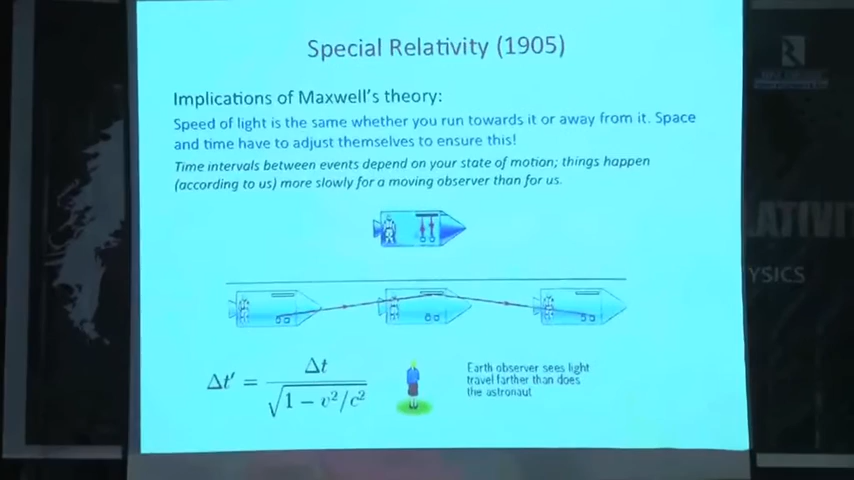 Special Relativity (1905)
Implications of Maxwell's theory:
Speed of light is the same whether you run towards it or away from it. Space
and time have to adjust themselves to ensure this!
Time intervals between events depend on your state of motion; things happen
(according to us) more slowly for a moving observer than for us.
Δt′ = Δt / √1 − v²/c²
Earth observer sees light
travel farther than does
the astronaut
R
LATIVI
YSICS